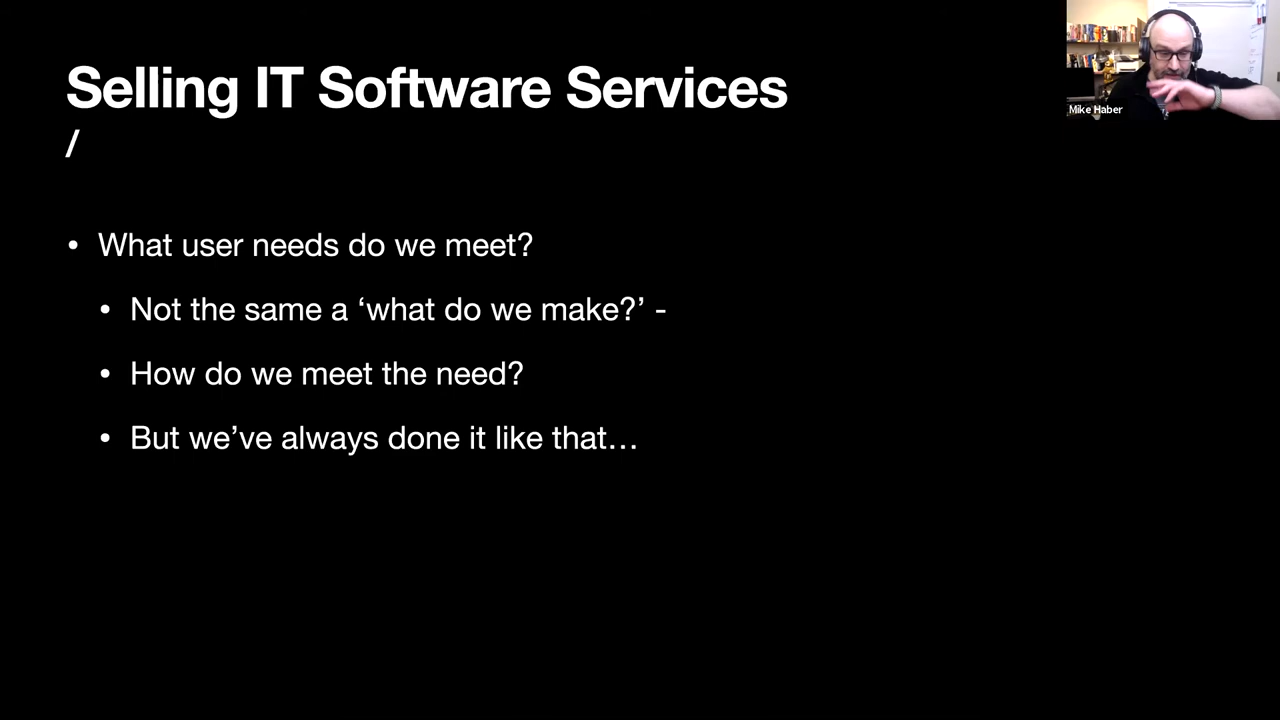 Selling IT Software Services
/
• What user needs do we meet?
• Not the same a ‘what do we make?’ -
• How do we meet the need?
• But we’ve always done it like that…
Mike Haber